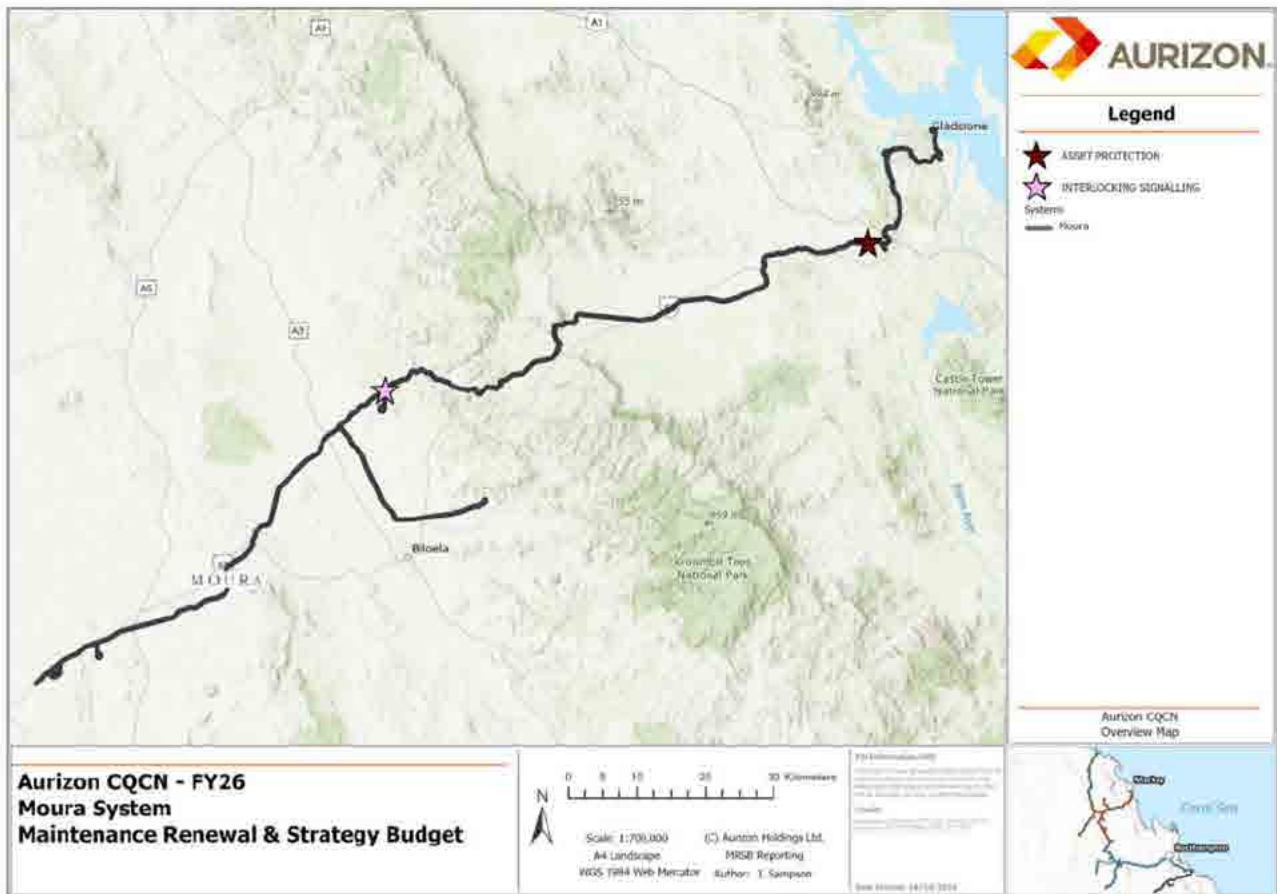 A1
Gladstone
A5
A3
Castle Tower
National Park
Biloela
MOURA
Kroombit Tops
National Park
AURIZON
Legend
ASSET PROTECTION
INTERLOCKING SIGNALLING
Systems
Moura
Aurizon CQCN
Overview Map
Aurizon CQCN - FY26
Moura System
Maintenance Renewal & Strategy Budget
N
0 5 10 20 30 Kilometers
Scale: 1:700,000
A4 Landscape
WGS 1984 Web Mercator
(C) Aurizon Holdings Ltd.
MRSB Reporting
Author: J. Sampson
Mackay
Coral Sea
Rockhampton